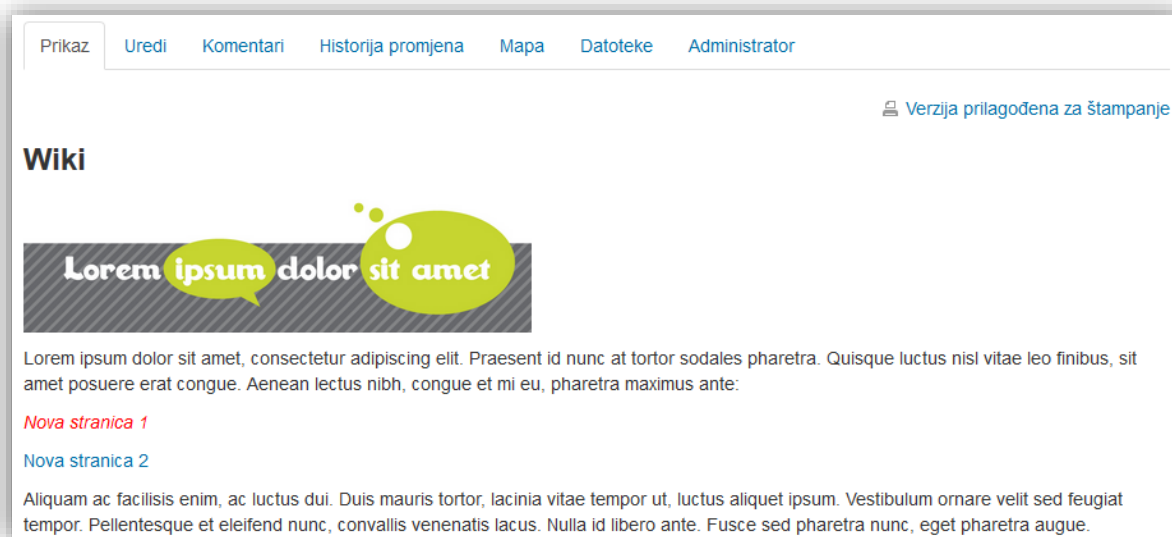 Prikaz Uredi Komentari Historija promjena Mapa Datoteke Administrator
Verzija prilagođena za štampanje
Wiki
Lorem ipsum dolor sit amet
Lorem ipsum dolor sit amet, consectetur adipiscing elit. Praesent id nunc at tortor sodales pharetra. Quisque luctus nisl vitae leo finibus, sit
amet posuere erat congue. Aenean lectus nibh, congue et mi eu, pharetra maximus ante:
Nova stranica 1
Nova stranica 2
Aliquam ac facilisis enim, ac luctus dui. Duis mauris tortor, lacinia vitae tempor ut, luctus aliquet ipsum. Vestibulum ornare velit sed feugiat
tempor. Pellentesque et eleifend nunc, convallis venenatis lacus. Nulla id libero ante. Fusce sed pharetra nunc, eget pharetra augue.